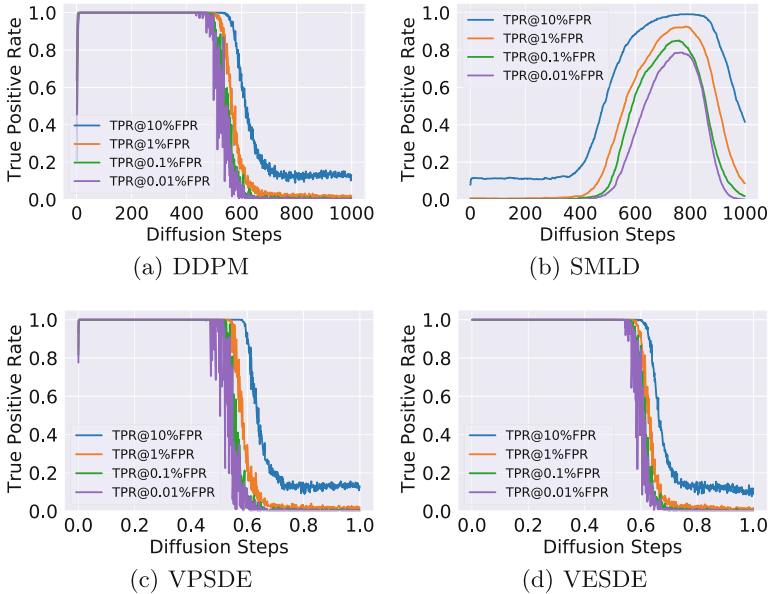 True Positive Rate
1.0
0.8
0.6
0.4
0.2
0.0
TPR@10%FPR
TPR@1%FPR
TPR@0.1%FPR
TPR@0.01%FPR
0 200 400 600 800 1000
Diffusion Steps
(a) DDPM
True Positive Rate
1.0
0.8
0.6
0.4
0.2
0.0
TPR@10%FPR
TPR@1%FPR
TPR@0.1%FPR
TPR@0.01%FPR
0 200 400 600 800 1000
Diffusion Steps
(b) SMLD
True Positive Rate
1.0
0.8
0.6
0.4
0.2
0.0
TPR@10%FPR
TPR@1%FPR
TPR@0.1%FPR
TPR@0.01%FPR
0.0 0.2 0.4 0.6 0.8 1.0
Diffusion Steps
(c) VPSDE
True Positive Rate
1.0
0.8
0.6
0.4
0.2
0.0
TPR@10%FPR
TPR@1%FPR
TPR@0.1%FPR
TPR@0.01%FPR
0.0 0.2 0.4 0.6 0.8 1.0
Diffusion Steps
(d) VESDE